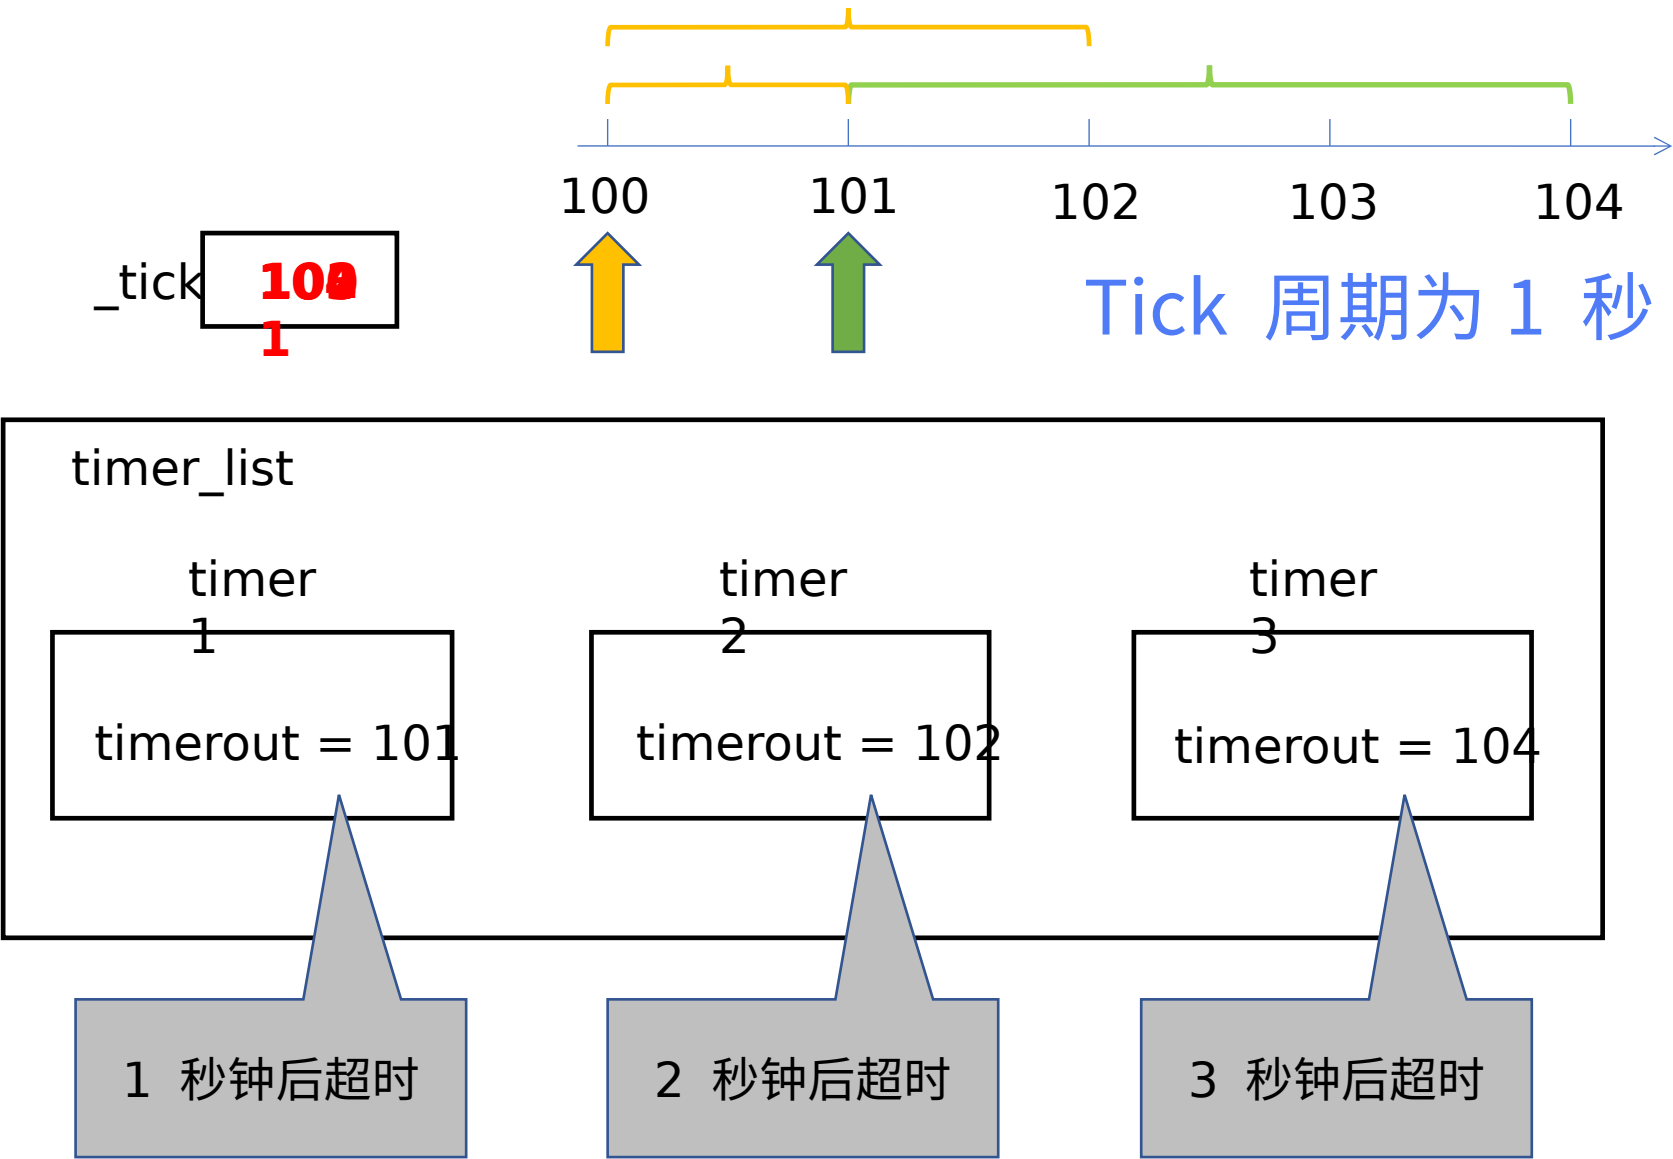 100
101
102
103
104
_tick
1
Tick 周期为 1 秒
timer_list
timer
1
timer
2
timer
3
timerout = 101
timerout = 102
timerout = 104
1 秒钟后超时
2 秒钟后超时
3 秒钟后超时